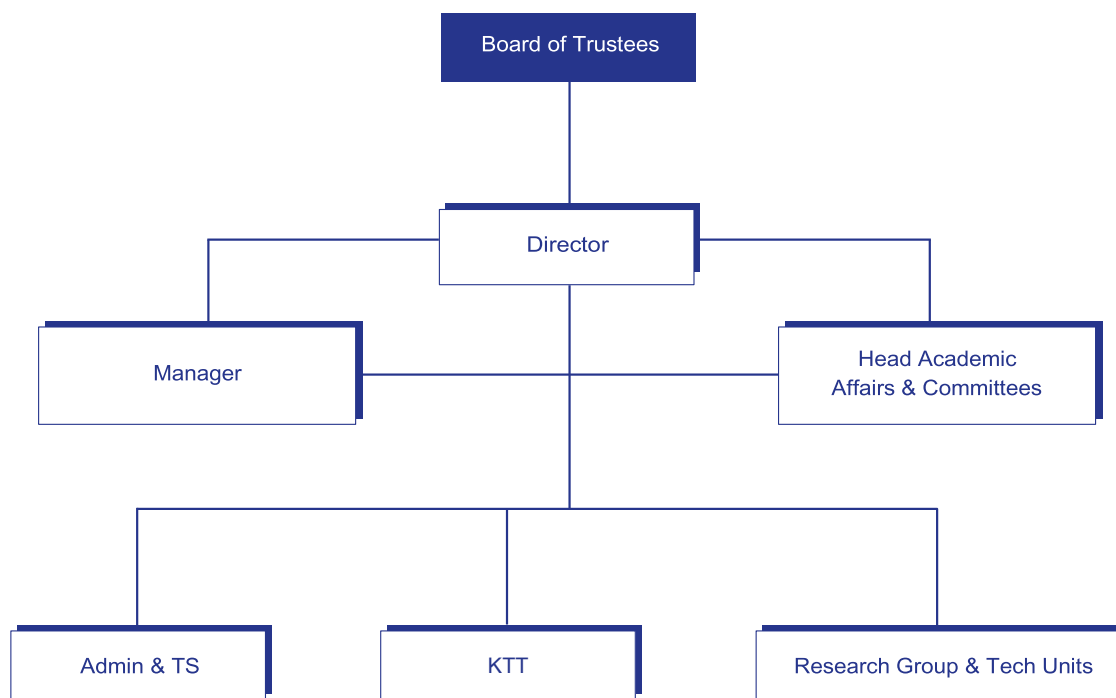 Board of Trustees
Director
Manager
Head Academic
Affairs & Committees
Admin & TS
KTT
Research Group & Tech Units